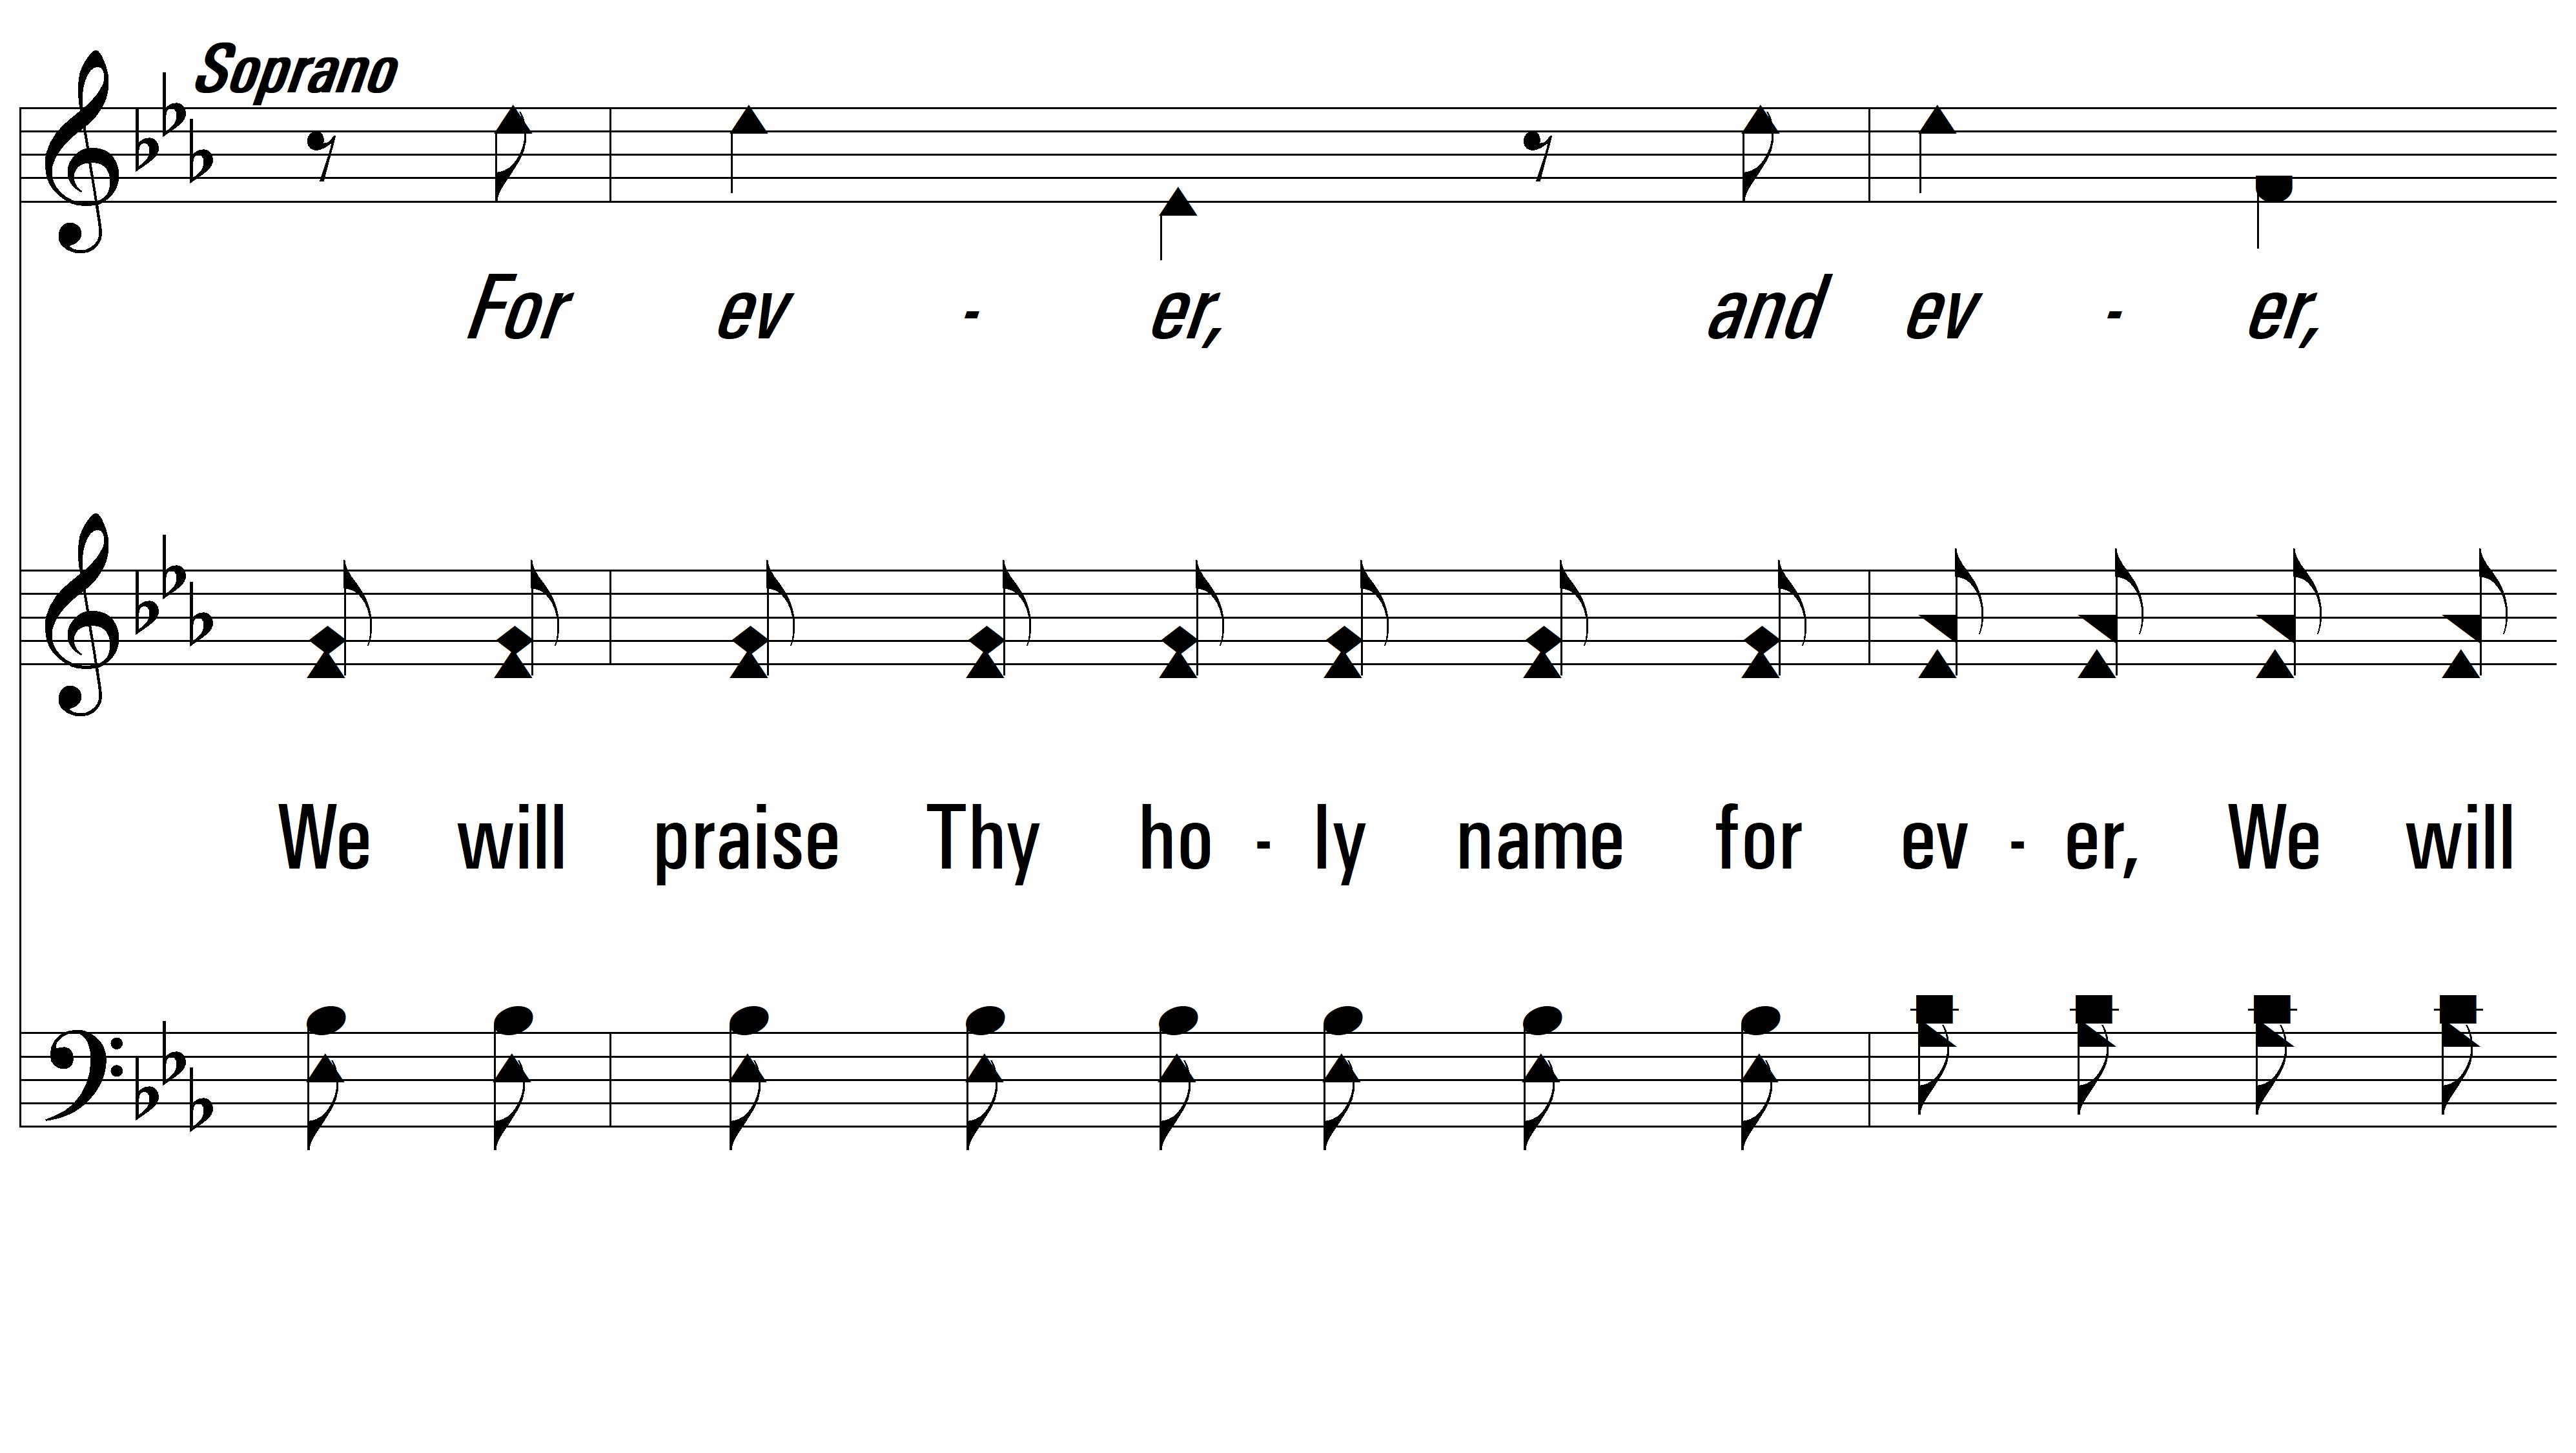 Soprano
For ev - er, and ev - er,
We will praise Thy ho - ly name for ev - er, We will